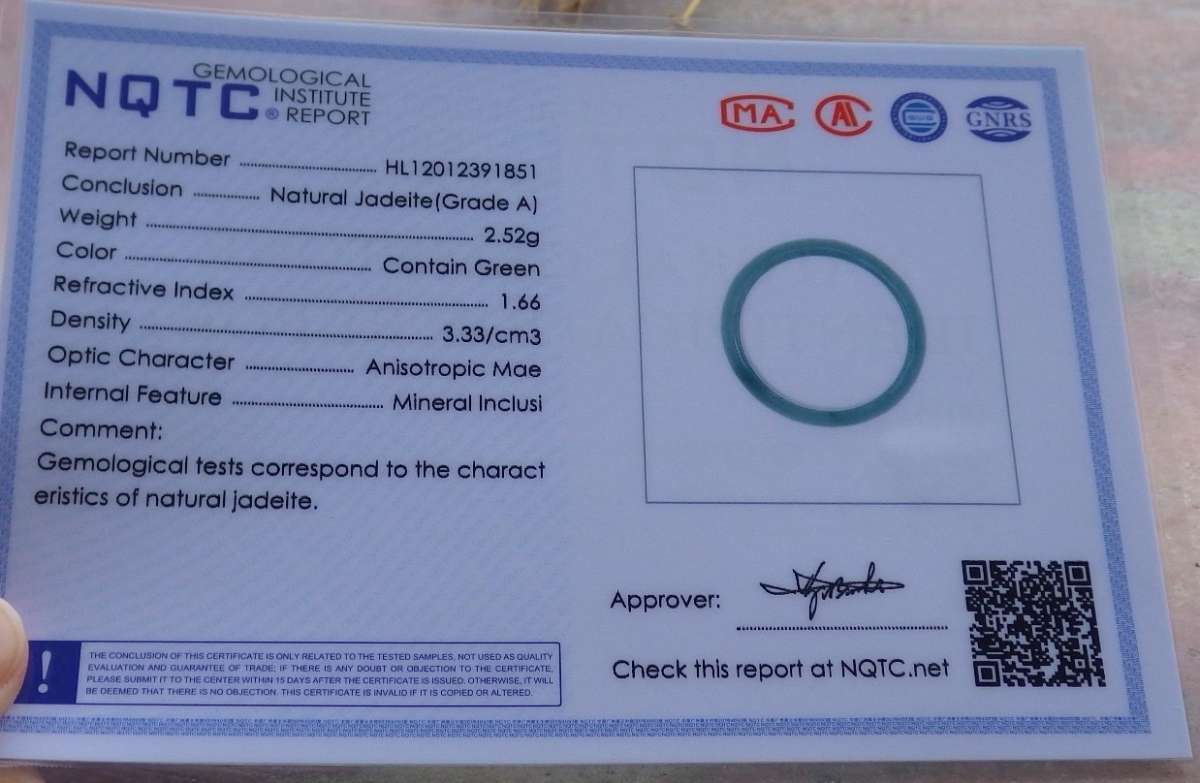 NQTC® GEMOLOGICAL INSTITUTE REPORT
MA
AL
GNRS
Report Number HL12012391851
Conclusion Natural Jadeite(Grade A)
Weight 2.52g
Color Contain Green
Refractive Index 1.66
Density 3.33/cm3
Optic Character Anisotropic Mae
Internal Feature Mineral Inclusi
Comment:
Gemological tests correspond to the charact
eristics of natural jadeite.
Approver:
Check this report at NQTC.net
!
THE CONCLUSION OF THIS CERTIFICATE IS ONLY RELATED TO THE TESTED SAMPLES, NOT USED AS QUALITY
EVALUATION AND GUARANTEE OF TRADE; IF THERE IS ANY DOUBT OR OBJECTION TO THE CERTIFICATE,
PLEASE SUBMIT IT TO THE CENTER WITHIN 15 DAYS AFTER THE CERTIFICATE IS ISSUED. OTHERWISE, IT WILL
BE DEEMED THAT THERE IS NO OBJECTION. THIS CERTIFICATE IS INVALID IF IT IS COPIED OR ALTERED.